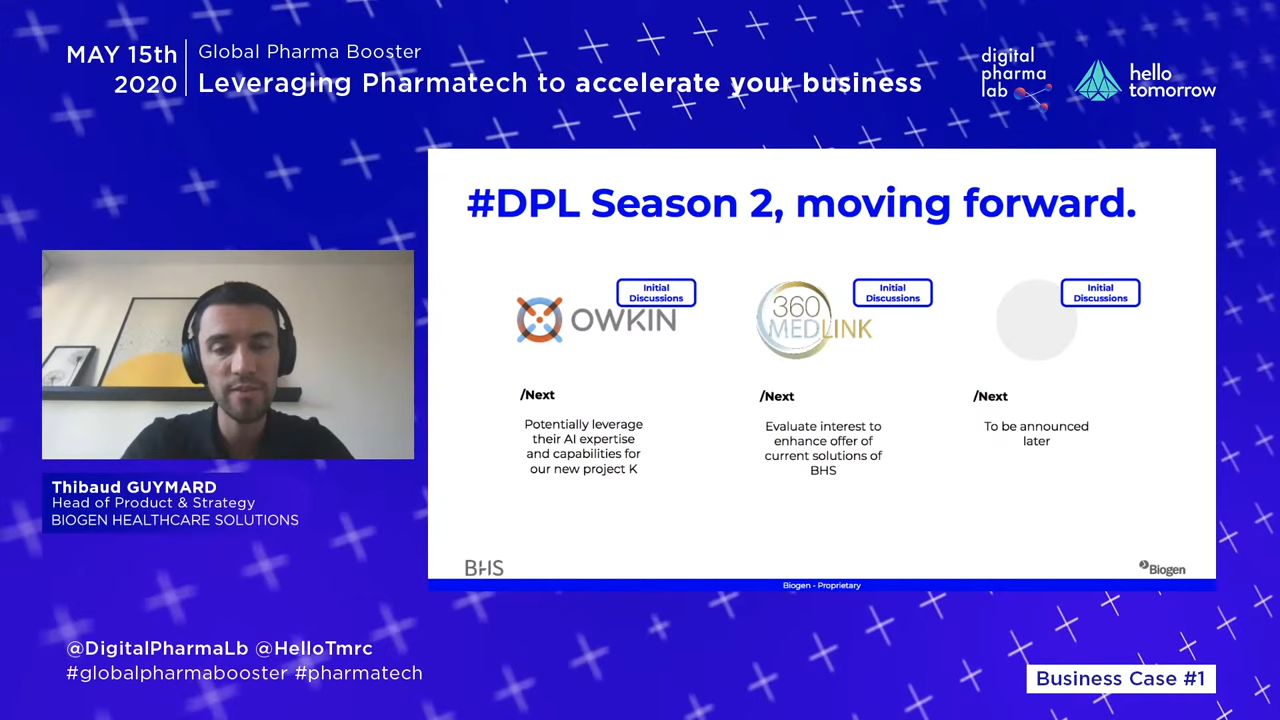 MAY 15th
2020
Global Pharma Booster
Leveraging Pharmatech to accelerate your business
digital
pharma
lab
hello
tomorrow
#DPL Season 2, moving forward.
Initial
Discussions
OWKIN
/Next
Potentially leverage
their AI expertise
and capabilities for
our new project K
Initial
Discussions
360
MEDLINK
/Next
Evaluate interest to
enhance offer of
current solutions of
BHS
Initial
Discussions
/Next
To be announced
later
BHS
Biogen
Biogen - Proprietary
Thibaud GUYMARD
Head of Product & Strategy
BIOGEN HEALTHCARE SOLUTIONS
@DigitalPharmaLb @HelloTmrc
#globalpharmabooster #pharmatech
Business Case #1